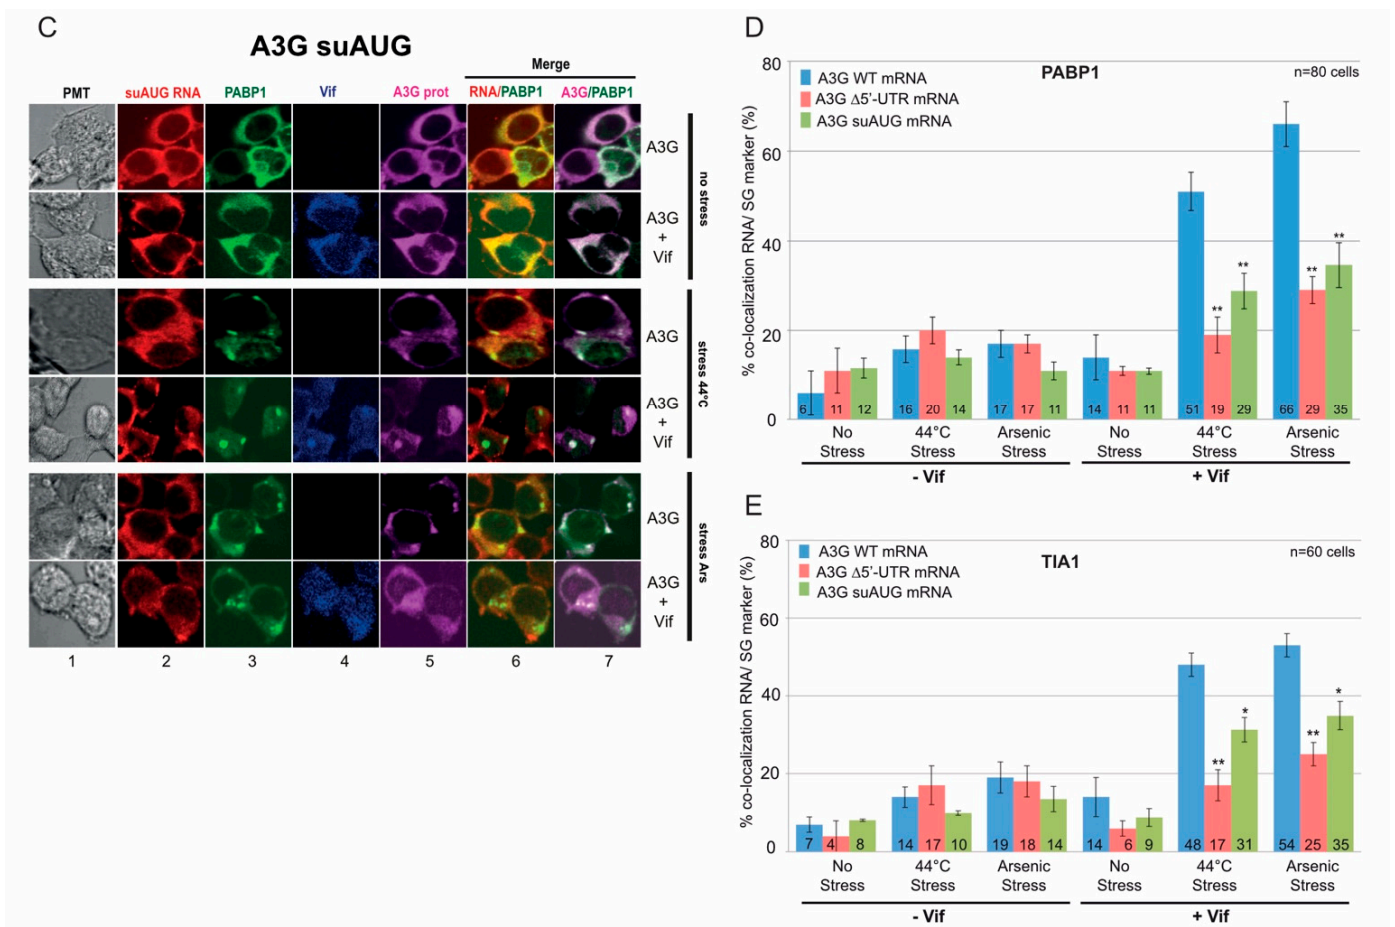 C
A3G suAUG
Merge
PMT suAUG RNA PABP1 Vif A3G prot RNA/PABP1 A3G/PABP1
A3G
A3G
+
Vif
no stress
A3G
A3G
+
Vif
stress 44°C
A3G
A3G
+
Vif
stress Ars
1 2 3 4 5 6 7
D
PABP1
n=80 cells
A3G WT mRNA
A3G Δ5'-UTR mRNA
A3G suAUG mRNA
% co-localization RNA/ SG marker (%)
80
60
40
20
0
** ** ** **
6 11 12 16 20 14 17 17 11 14 11 11 51 19 29 66 29 35
No Stress
44°C Stress
Arsenic Stress
No Stress
44°C Stress
Arsenic Stress
- Vif
+ Vif
E
TIA1
n=60 cells
A3G WT mRNA
A3G Δ5'-UTR mRNA
A3G suAUG mRNA
% co-localization RNA/ SG marker (%)
80
60
40
20
0
** * ** *
7 4 8 14 17 10 19 18 14 14 6 9 48 17 31 54 25 35
No Stress
44°C Stress
Arsenic Stress
No Stress
44°C Stress
Arsenic Stress
- Vif
+ Vif